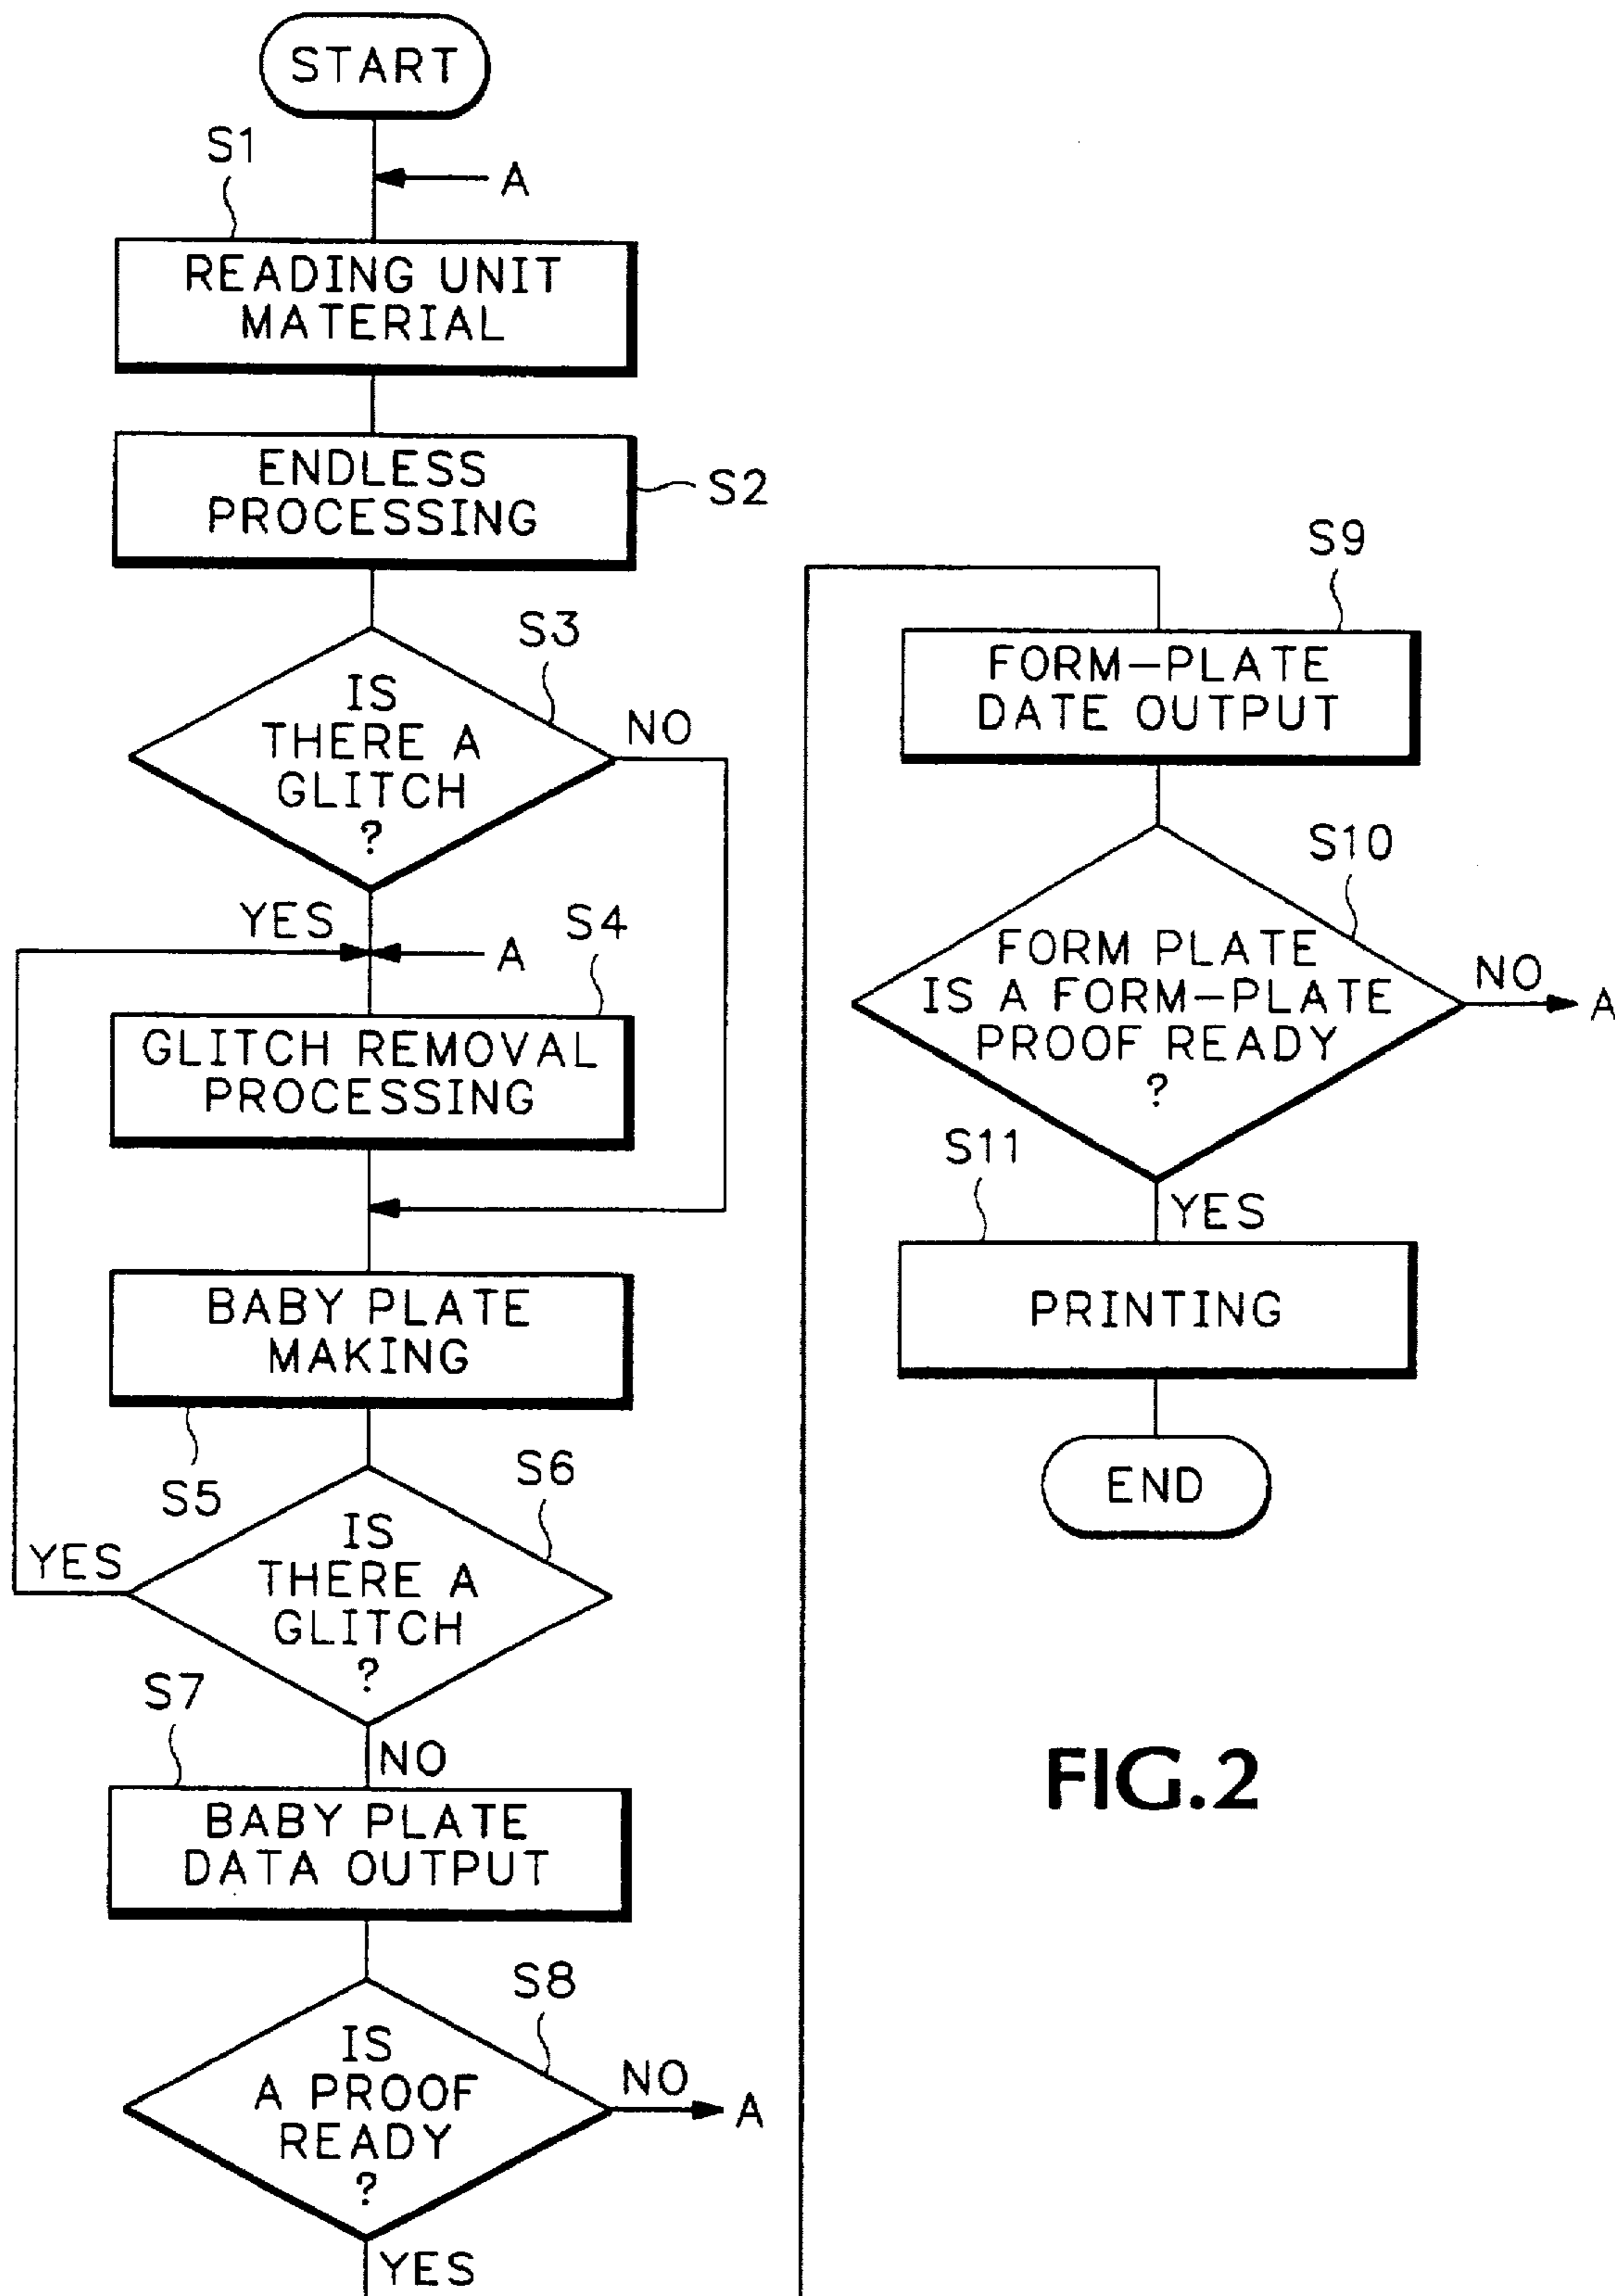 START
A
S1
READING UNIT
MATERIAL
ENDLESS
PROCESSING
S2
S3
IS
THERE A
GLITCH
?
NO
YES
A
S4
GLITCH REMOVAL
PROCESSING
BABY PLATE
MAKING
S5
S6
IS
THERE A
GLITCH
?
YES
NO
S7
BABY PLATE
DATA OUTPUT
S8
IS
A PROOF
READY
?
NO
A
YES
S9
FORM-PLATE
DATE OUTPUT
S10
FORM PLATE
IS A FORM-PLATE
PROOF READY
?
NO
A
YES
S11
PRINTING
END
FIG.2